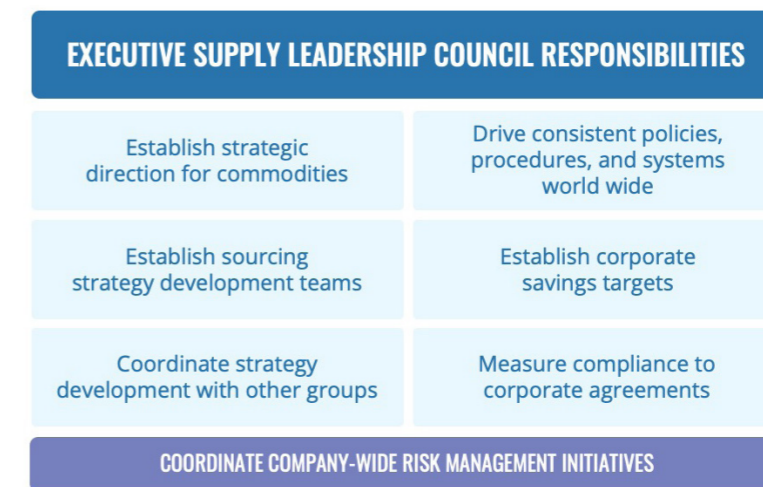 EXECUTIVE SUPPLY LEADERSHIP COUNCIL RESPONSIBILITIES
Establish strategic
direction for commodities
Drive consistent policies,
procedures, and systems
world wide
Establish sourcing
strategy development teams
Establish corporate
savings targets
Coordinate strategy
development with other groups
Measure compliance to
corporate agreements
COORDINATE COMPANY-WIDE RISK MANAGEMENT INITIATIVES